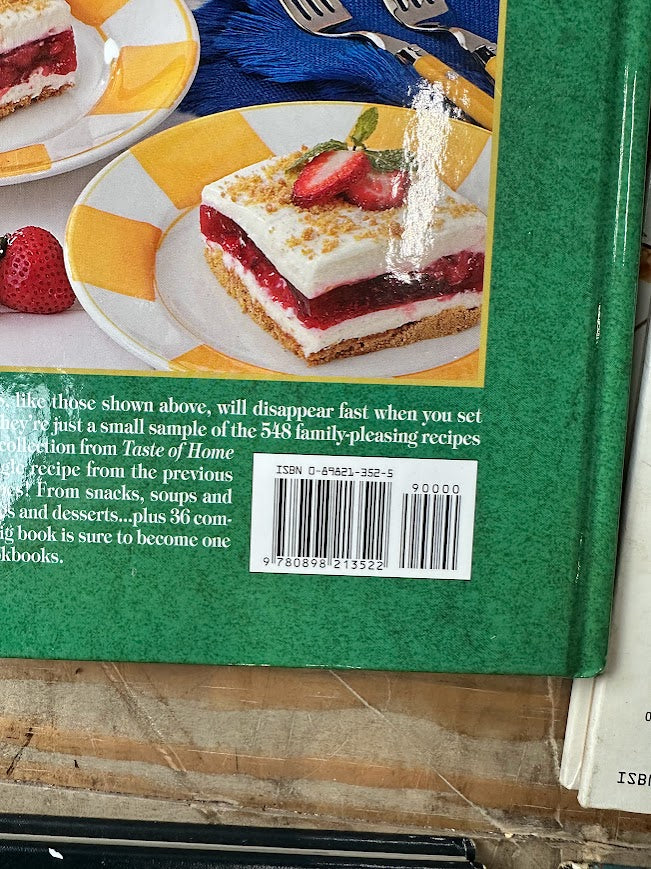 s, like those shown above, will disappear fast when you set
hey're just a small sample of the 548 family-pleasing recipes
collection from Taste of Home
gle recipe from the previous
es! From snacks, soups and
s and desserts...plus 36 com-
ig book is sure to become one
okbooks.
ISBN 0-89821-352-5
90000
9 780898 213522
0
ISBN